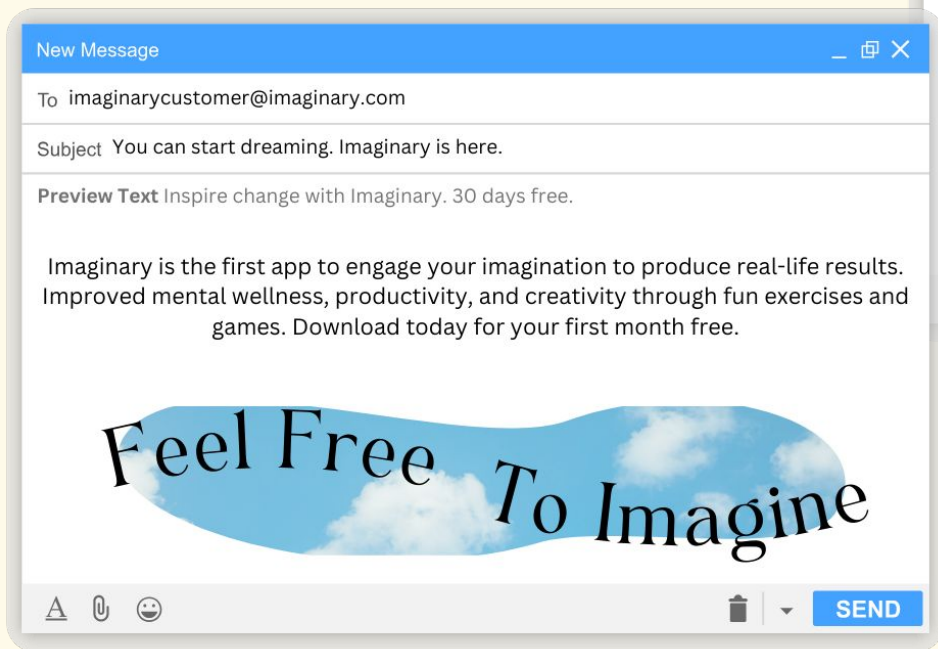 New Message
To imaginarycustomer@imaginary.com
Subject You can start dreaming. Imaginary is here.
Preview Text Inspire change with Imaginary. 30 days free.
Imaginary is the first app to engage your imagination to produce real-life results.
Improved mental wellness, productivity, and creativity through fun exercises and
games. Download today for your first month free.
Feel Free To Imagine
A
SEND